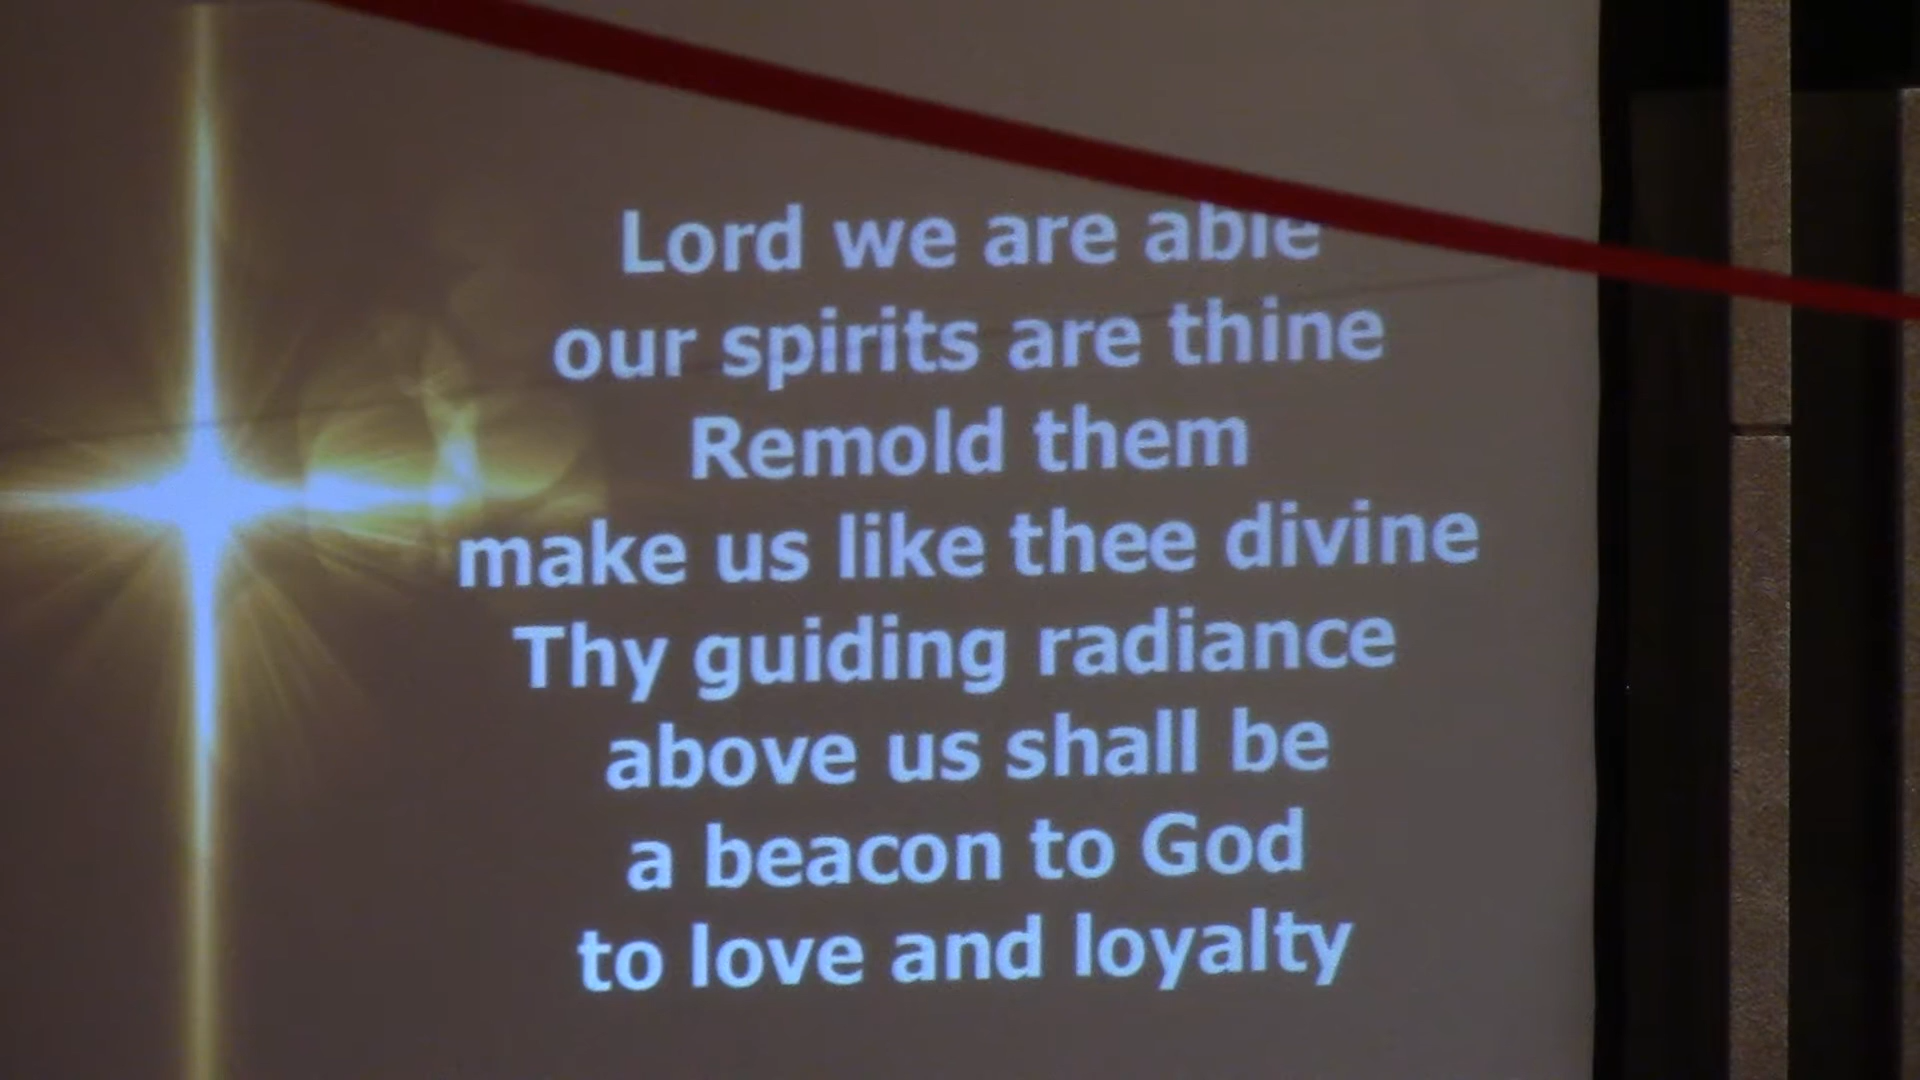 Lord we are able
our spirits are thine
Remold them
make us like thee divine
Thy guiding radiance
above us shall be
a beacon to God
to love and loyalty